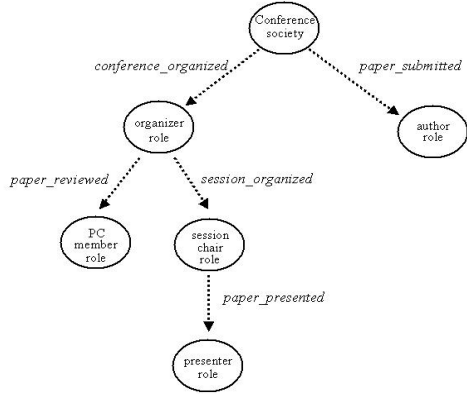 Conference
society
conference_organized
paper_submitted
organizer
role
author
role
paper_reviewed
session_organized
PC
member
role
session
chair
role
paper_presented
presenter
role